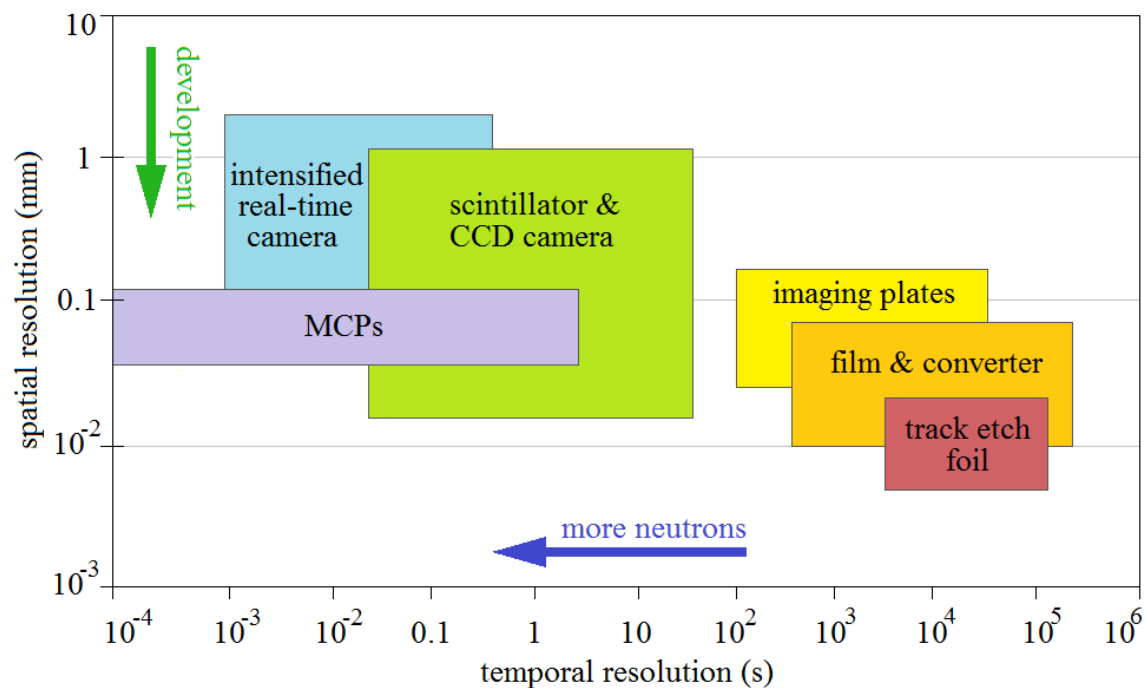 10
development
1
intensified
real-time
camera
scintillator &
CCD camera
spatial resolution (mm)
0.1
MCPs
imaging plates
film & converter
10⁻²
track etch
foil
more neutrons
10⁻³
10⁻⁴ 10⁻³ 10⁻² 0.1 1 10 10² 10³ 10⁴ 10⁵ 10⁶
temporal resolution (s)